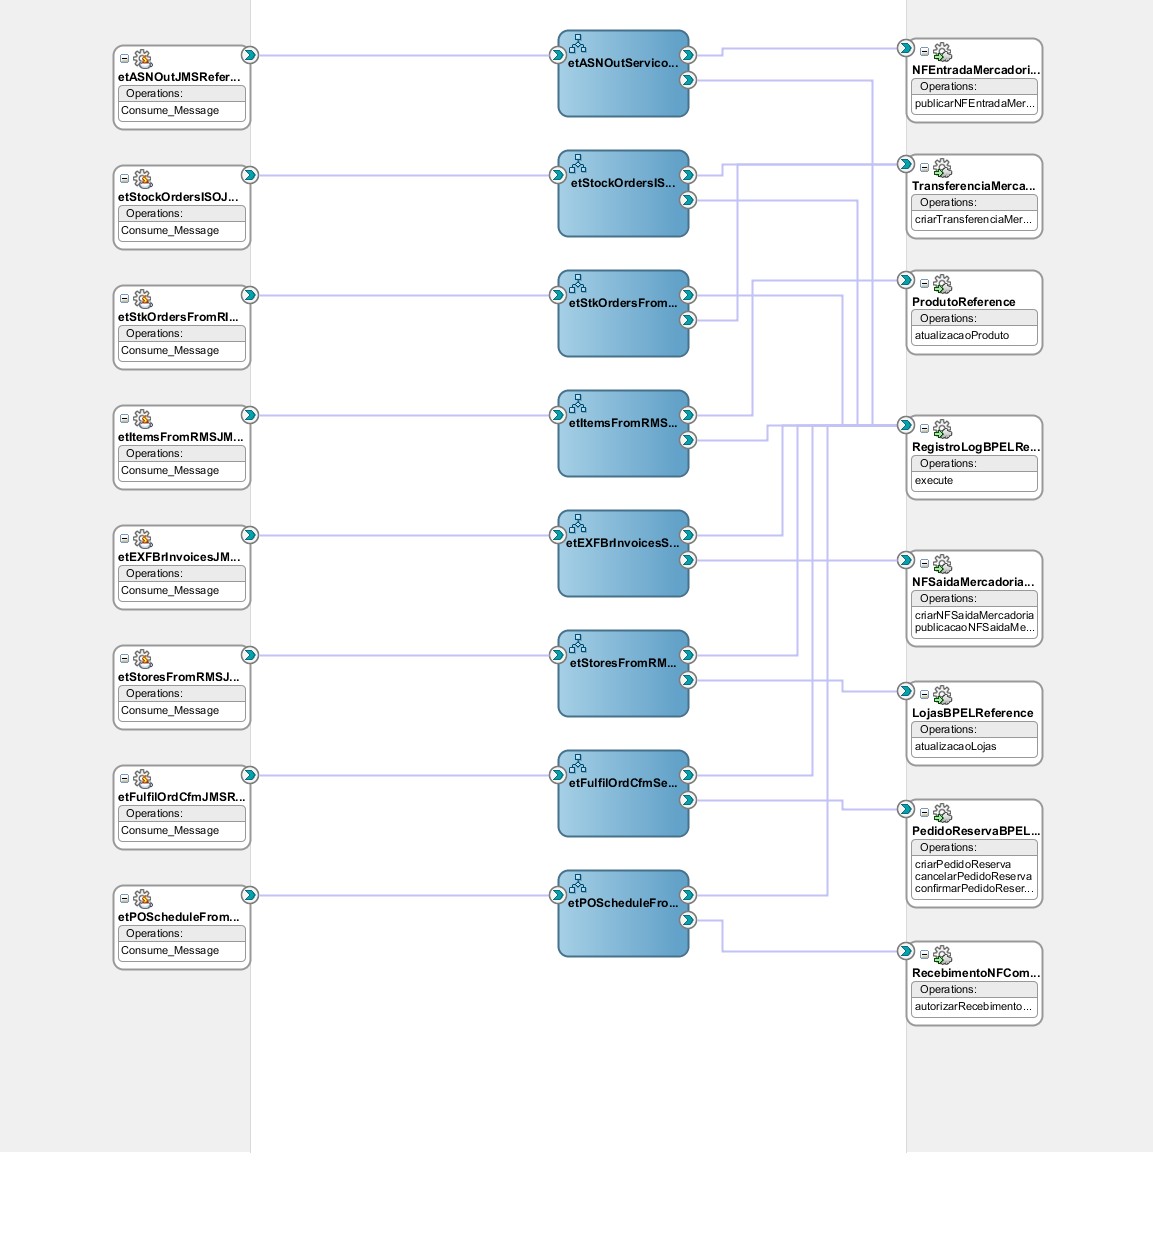 etASNOutJMSRefer...
Operations:
Consume_Message
etStockOrdersISOJ...
Operations:
Consume_Message
etStkOrdersFromRI...
Operations:
Consume_Message
etItemsFromRMSJM...
Operations:
Consume_Message
etEXFBrInvoicesJM...
Operations:
Consume_Message
etStoresFromRMSJ...
Operations:
Consume_Message
etFulfilOrdCfmJMSR...
Operations:
Consume_Message
etPOScheduleFrom...
Operations:
Consume_Message
etASNOutServico...
etStockOrdersIS...
etStkOrdersFrom...
etItemsFromRMS...
etEXFBrInvoicesS...
etStoresFromRM...
etFulfilOrdCfmSe...
etPOScheduleFro...
NFEntradaMercadori...
Operations:
publicarNFEntradaMer...
TransferenciaMerca...
Operations:
criarTransferenciaMer...
ProdutoReference
Operations:
atualizacaoProduto
RegistroLogBPELRe...
Operations:
execute
NFSaidaMercadoria...
Operations:
criarNFSaidaMercadoria
publicacaoNFSaidaMe...
LojasBPELReference
Operations:
atualizacaoLojas
PedidoReservaBPEL...
Operations:
criarPedidoReserva
cancelarPedidoReserva
confirmarPedidoReser...
RecebimentoNFCom...
Operations:
autorizarRecebimento...